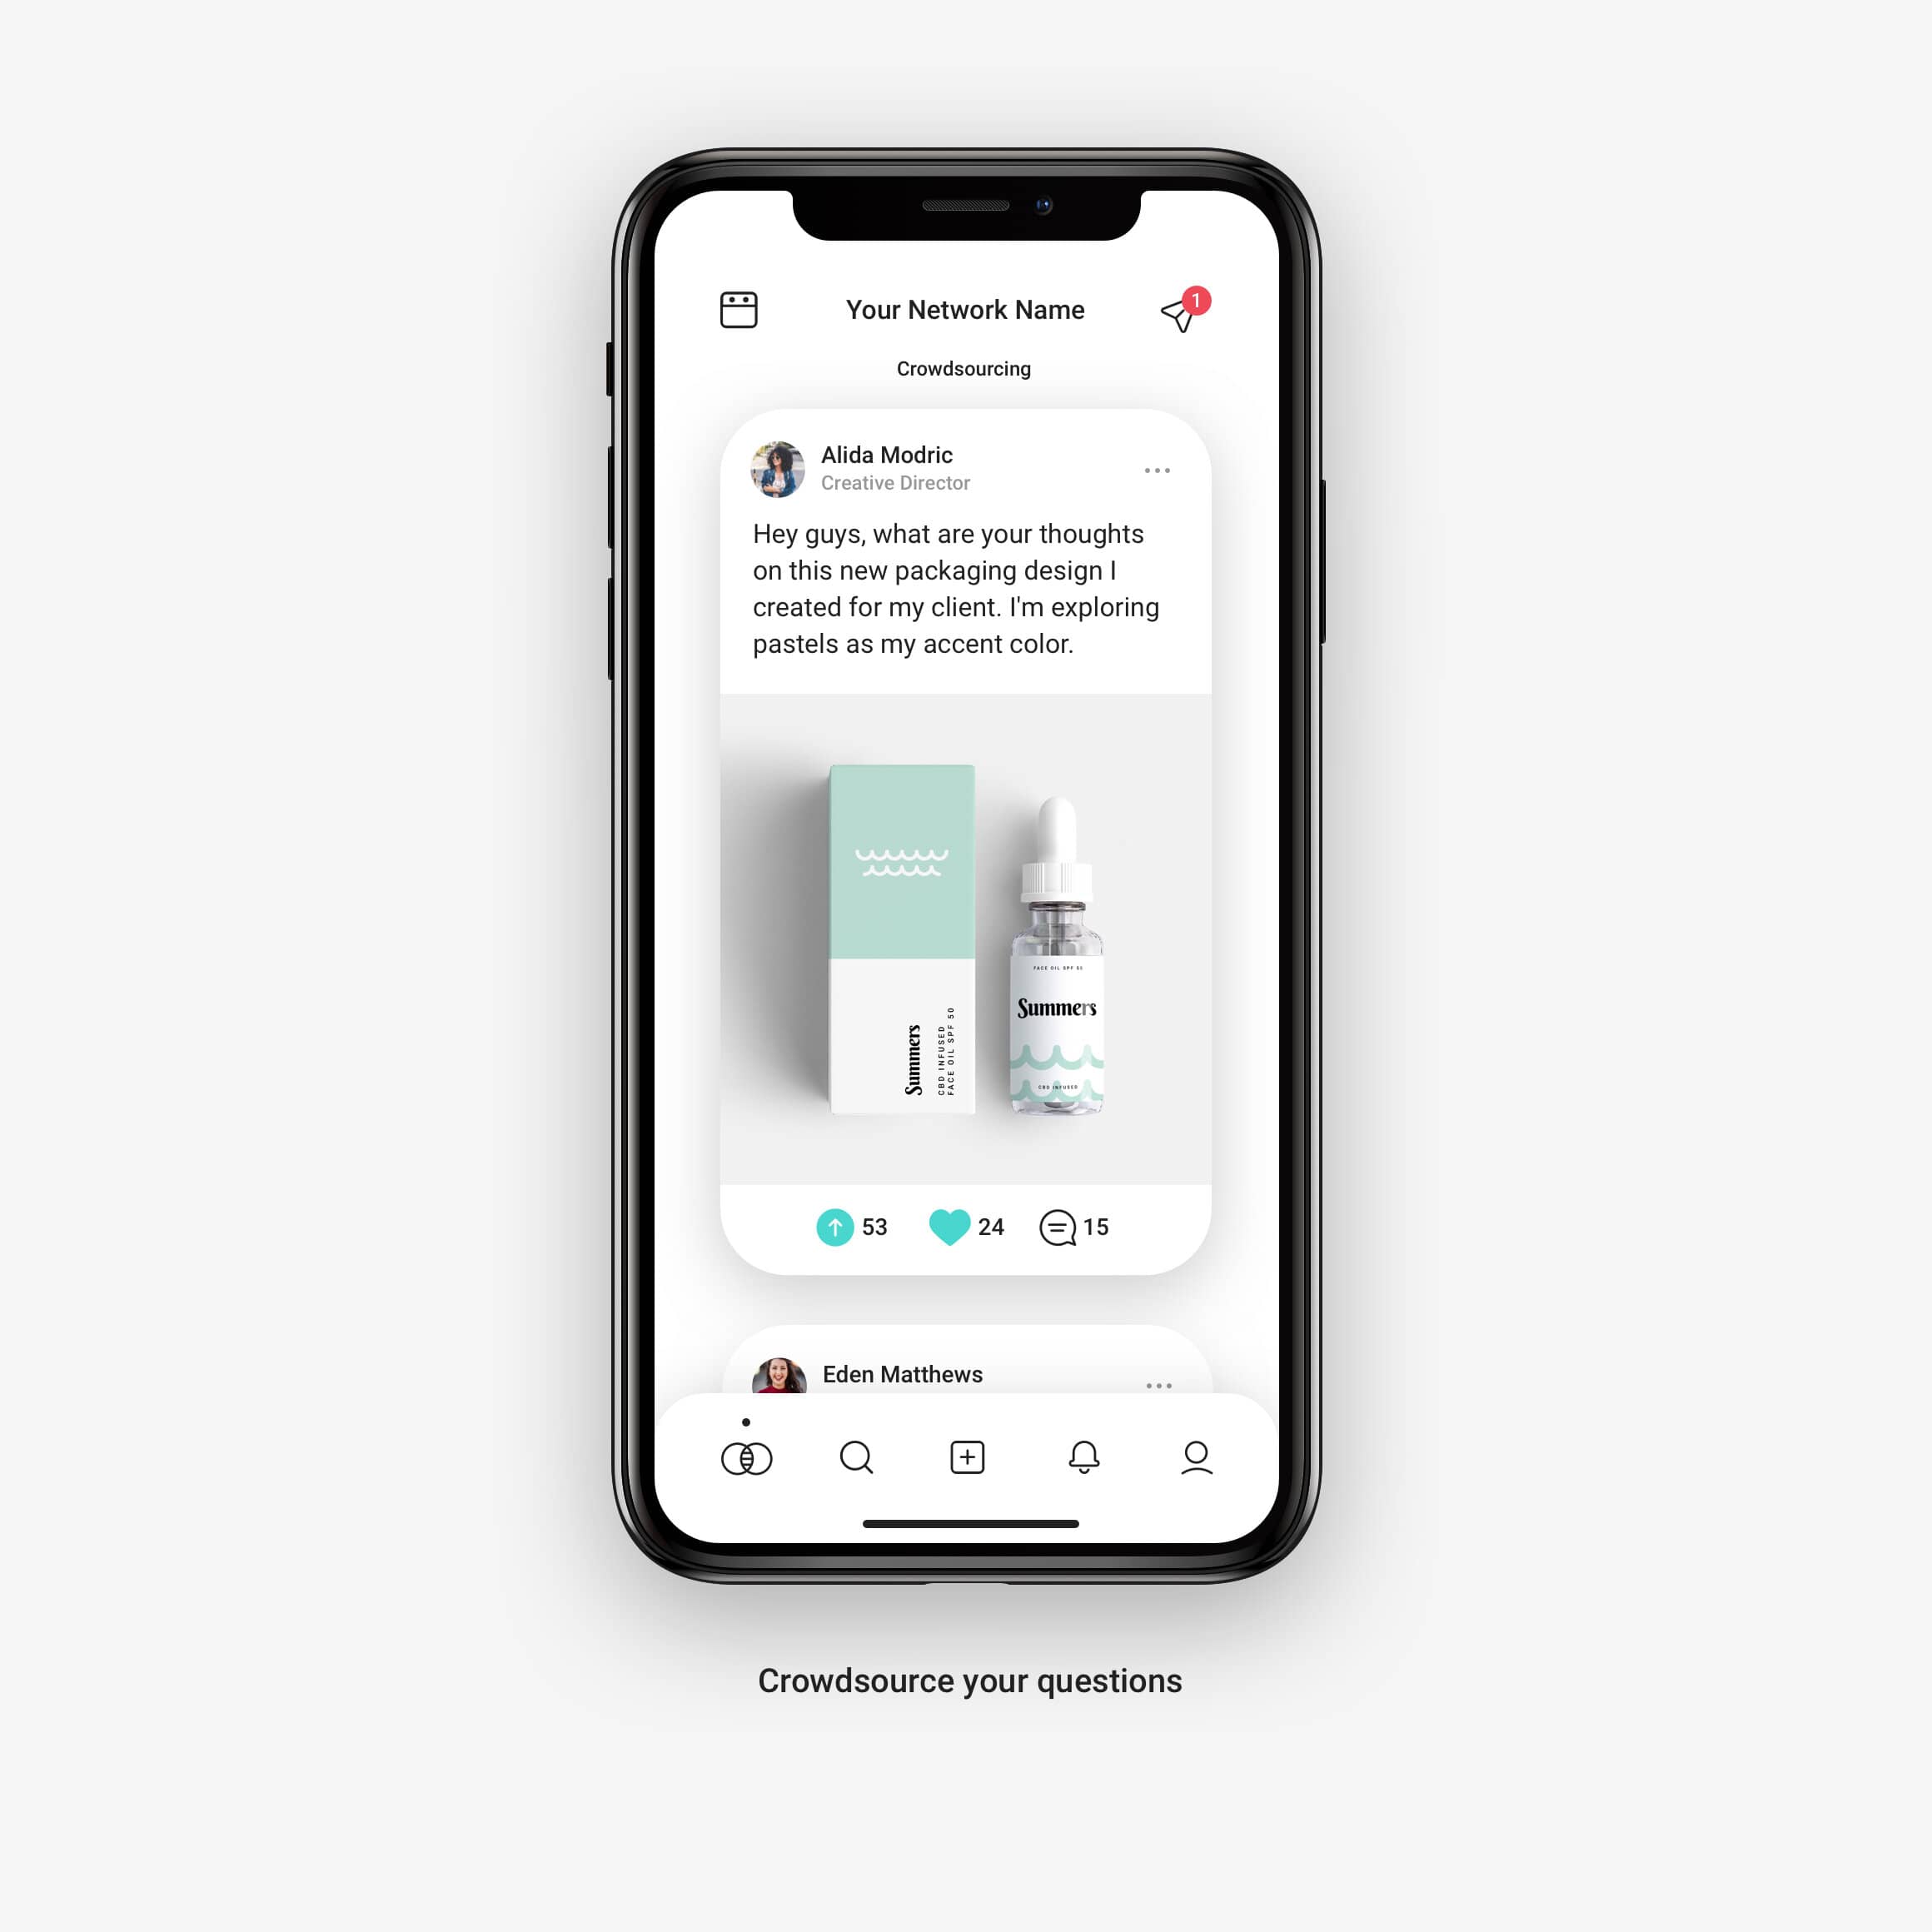 Your Network Name
1
Crowdsourcing
Alida Modric
Creative Director
Hey guys, what are your thoughts
on this new packaging design I
created for my client. I'm exploring
pastels as my accent color.
Summers
CBD INFUSED
FACE OIL SPF 50
FACE OIL SPF 50
Summers
CBD INFUSED
53
24
15
Eden Matthews
Crowdsource your questions